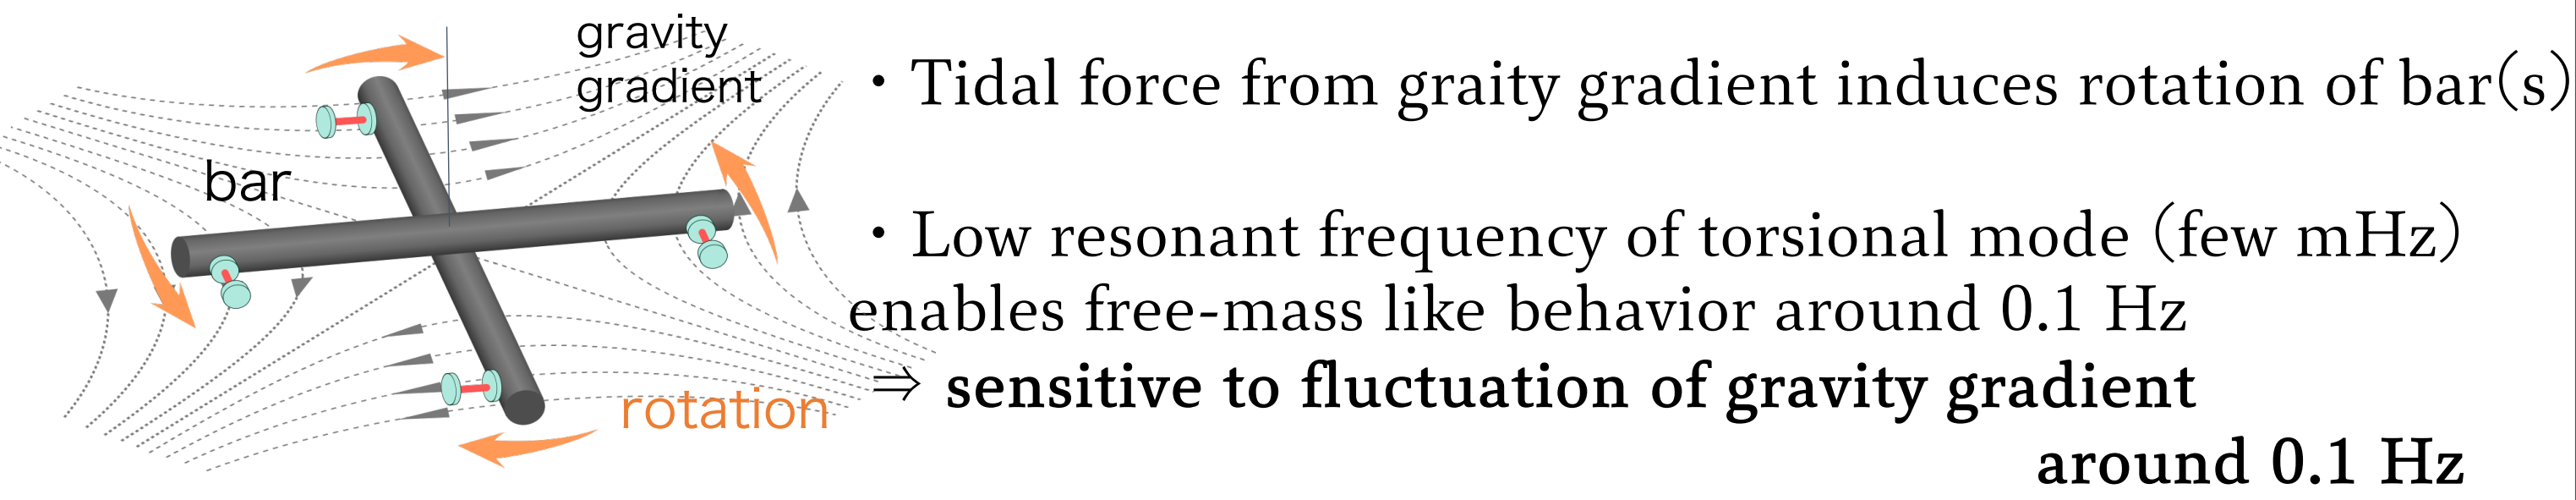 gravity
gradient
bar
rotation
・Tidal force from graity gradient induces rotation of bar(s)
・Low resonant frequency of torsional mode (few mHz)
enables free-mass like behavior around 0.1 Hz
⇒ sensitive to fluctuation of gravity gradient
around 0.1 Hz